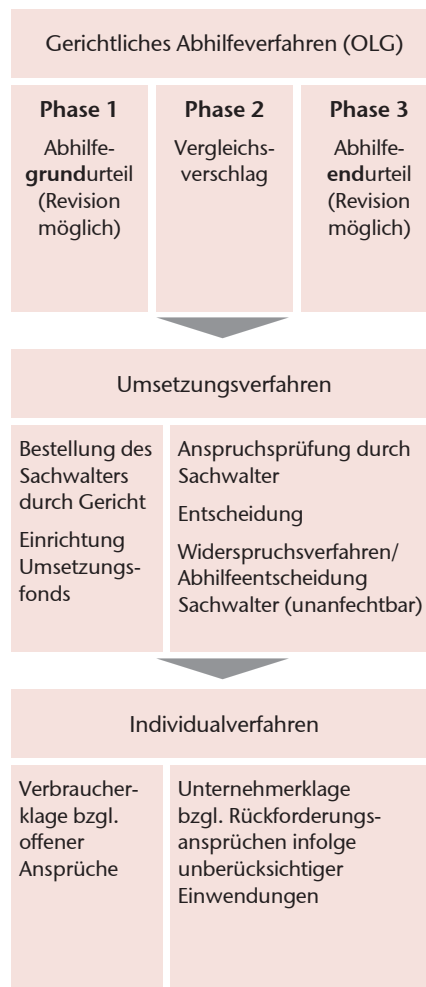 Gerichtliches Abhilfeverfahren (OLG)
Phase 1
Abhilfe-
grundurteil
(Revision
möglich)
Phase 2
Vergleichs-
verschlag
Phase 3
Abhilfe-
endurteil
(Revision
möglich)
Umsetzungsverfahren
Bestellung des
Sachwalters
durch Gericht
Einrichtung
Umsetzungs-
fonds
Anspruchsprüfung durch
Sachwalter
Entscheidung
Widerspruchsverfahren/
Abhilfeentscheidung
Sachwalter (unanfechtbar)
Individualverfahren
Verbraucher-
klage bzgl.
offener
Ansprüche
Unternehmerklage
bzgl. Rückforderungs-
ansprüchen infolge
unberücksichtiger
Einwendungen